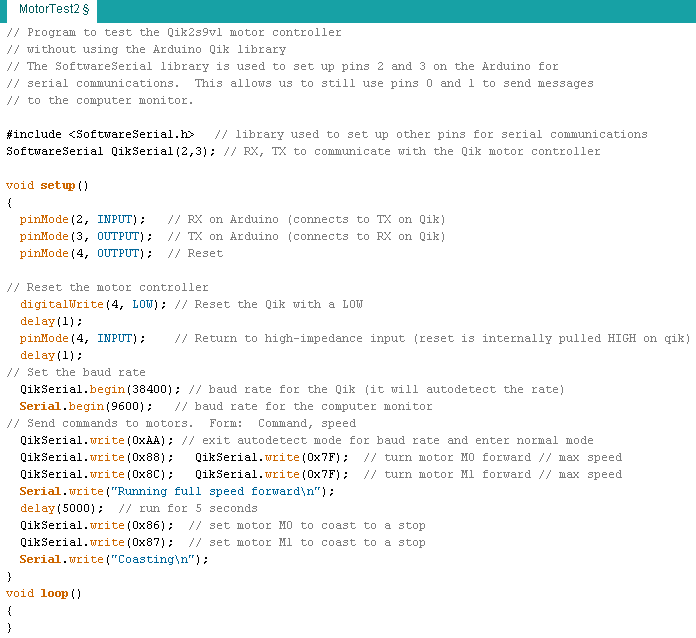 MotorTest2 §
// Program to test the Qik2s9v1 motor controller
// without using the Arduino Qik library
// The SoftwareSerial library is used to set up pins 2 and 3 on the Arduino for
// serial communications.  This allows us to still use pins 0 and 1 to send messages
// to the computer monitor.

#include <SoftwareSerial.h>   // library used to set up other pins for serial communications
SoftwareSerial QikSerial(2,3); // RX, TX to communicate with the Qik motor controller

void setup()
{
  pinMode(2, INPUT);   // RX on Arduino (connects to TX on Qik)
  pinMode(3, OUTPUT);  // TX on Arduino (connects to RX on Qik)
  pinMode(4, OUTPUT);  // Reset

// Reset the motor controller
  digitalWrite(4, LOW); // Reset the Qik with a LOW
  delay(1);
  pinMode(4, INPUT);    // Return to high-impedance input (reset is internally pulled HIGH on qik)
  delay(1);
// Set the baud rate
  QikSerial.begin(38400); // baud rate for the Qik (it will autodetect the rate)
  Serial.begin(9600);   // baud rate for the computer monitor
// Send commands to motors.  Form:  Command, speed
  QikSerial.write(0xAA); // exit autodetect mode for baud rate and enter normal mode
  QikSerial.write(0x88);   QikSerial.write(0x7F);  // turn motor M0 forward // max speed
  QikSerial.write(0x8C);   QikSerial.write(0x7F);  // turn motor M1 forward // max speed
  Serial.write("Running full speed forward\n");
  delay(5000);  // run for 5 seconds
  QikSerial.write(0x86);  // set motor M0 to coast to a stop
  QikSerial.write(0x87);  // set motor M1 to coast to a stop
  Serial.write("Coasting\n");
}
void loop()
{
}